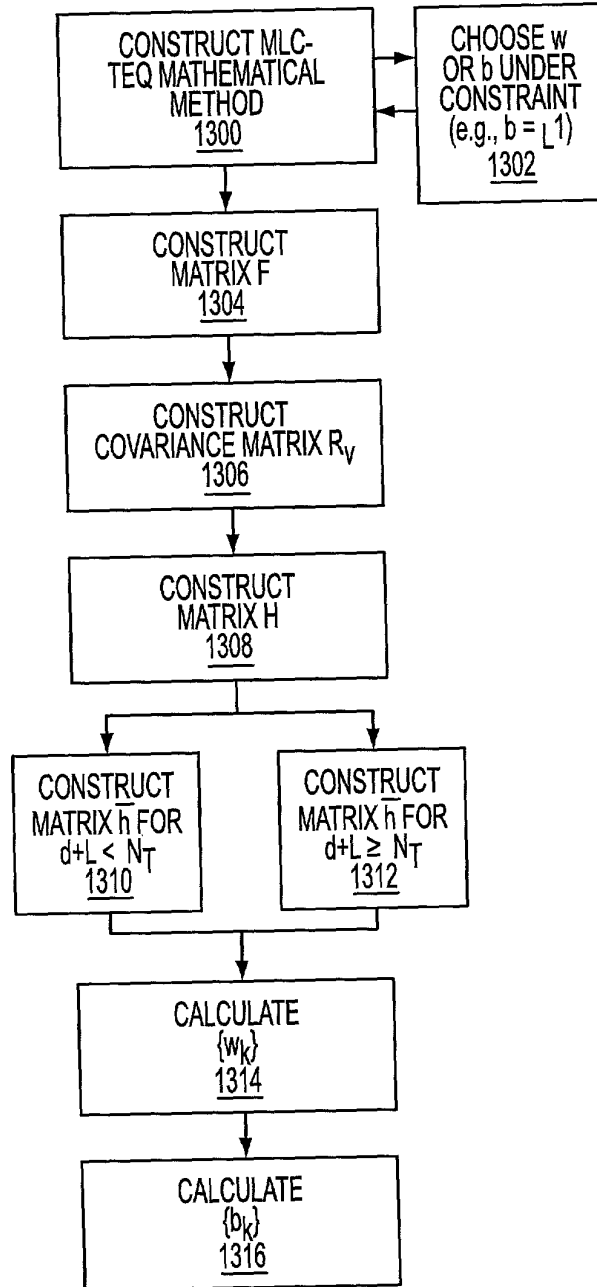 CONSTRUCT MLC-
TEQ MATHEMATICAL
METHOD
1300
CHOOSE w
OR b UNDER
CONSTRAINT
(e.g., b = L1)
1302
CONSTRUCT
MATRIX F
1304
CONSTRUCT
COVARIANCE MATRIX Rv
1306
CONSTRUCT
MATRIX H
1308
CONSTRUCT
MATRIX h̅ FOR
d+L < NT
1310
CONSTRUCT
MATRIX h̅ FOR
d+L ≥ NT
1312
CALCULATE
{wk}
1314
CALCULATE
{bk}
1316